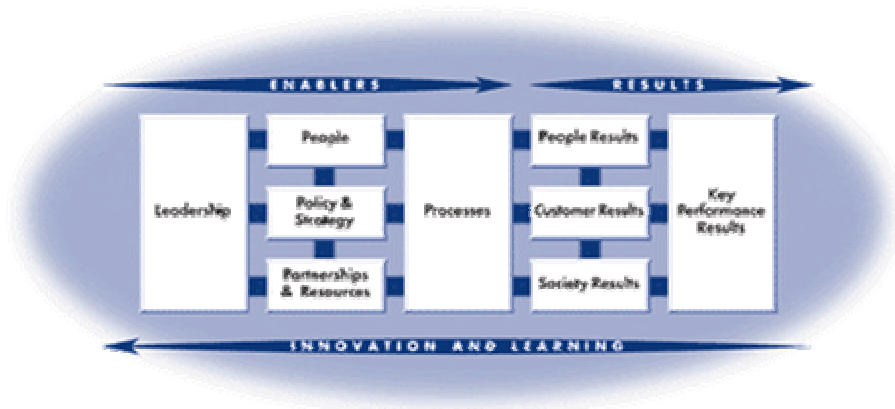 ENABLERS
RESULTS
Leadership
People
Policy &
Strategy
Partnerships
& Resources
Processes
People Results
Customer Results
Society Results
Key
Performance
Results
INNOVATION AND LEARNING